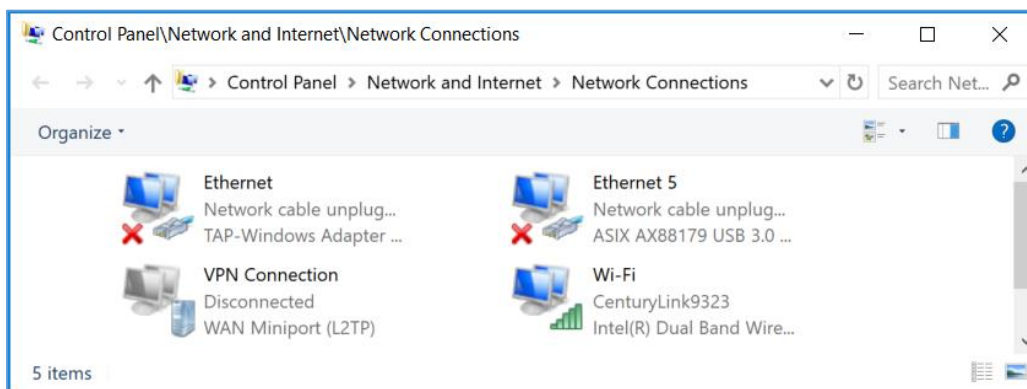 Control Panel\Network and Internet\Network Connections
Control Panel > Network and Internet > Network Connections
Search Net...
Organize
Ethernet
Network cable unplug...
TAP-Windows Adapter ...
Ethernet 5
Network cable unplug...
ASIX AX88179 USB 3.0 ...
VPN Connection
Disconnected
WAN Miniport (L2TP)
Wi-Fi
CenturyLink9323
Intel(R) Dual Band Wire...
5 items